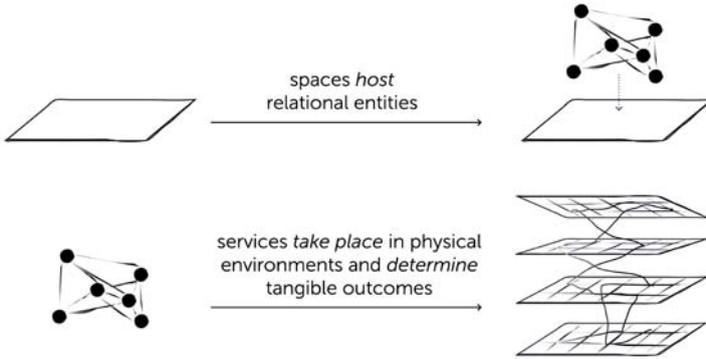 spaces host
relational entities
services take place in physical
environments and determine
tangible outcomes